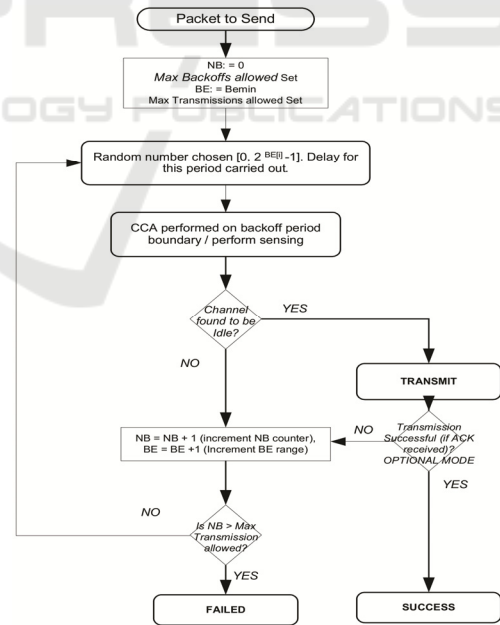 PRESS
LOGY PUBLICATIONS
Packet to Send
NB: = 0
Max Backoffs allowed Set
BE: = Bemin
Max Transmissions allowed Set
Random number chosen [0. 2 BE[i] -1]. Delay for
this period carried out.
CCA performed on backoff period
boundary / perform sensing
Channel
found to be
Idle?
YES
NO
TRANSMIT
Transmission
Successful (if ACK
received)?
OPTIONAL MODE
NO
YES
NB = NB + 1 (increment NB counter),
BE = BE +1 (Increment BE range)
NO
Is NB > Max
Transmission
allowed?
YES
FAILED
SUCCESS